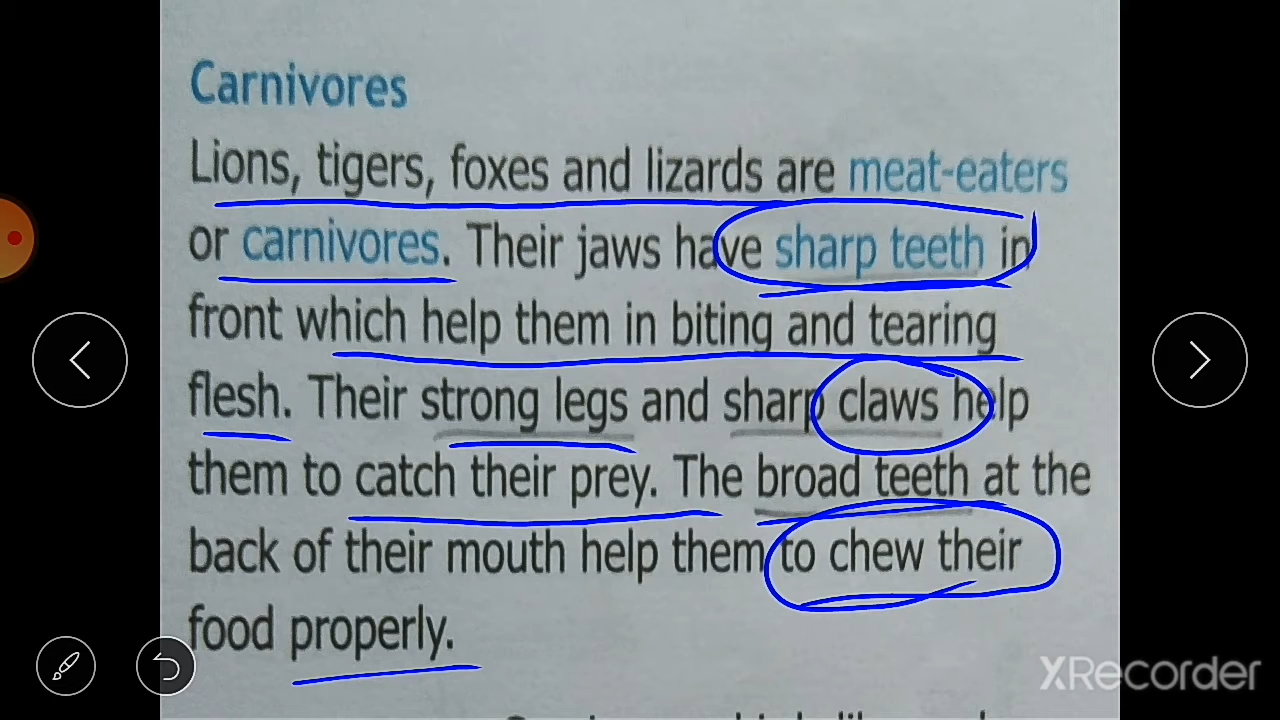 Carnivores
Lions, tigers, foxes and lizards are meat-eaters
or carnivores. Their jaws have sharp teeth in
front which help them in biting and tearing
flesh. Their strong legs and sharp claws help
them to catch their prey. The broad teeth at the
back of their mouth help them to chew their
food properly.
XRecorder